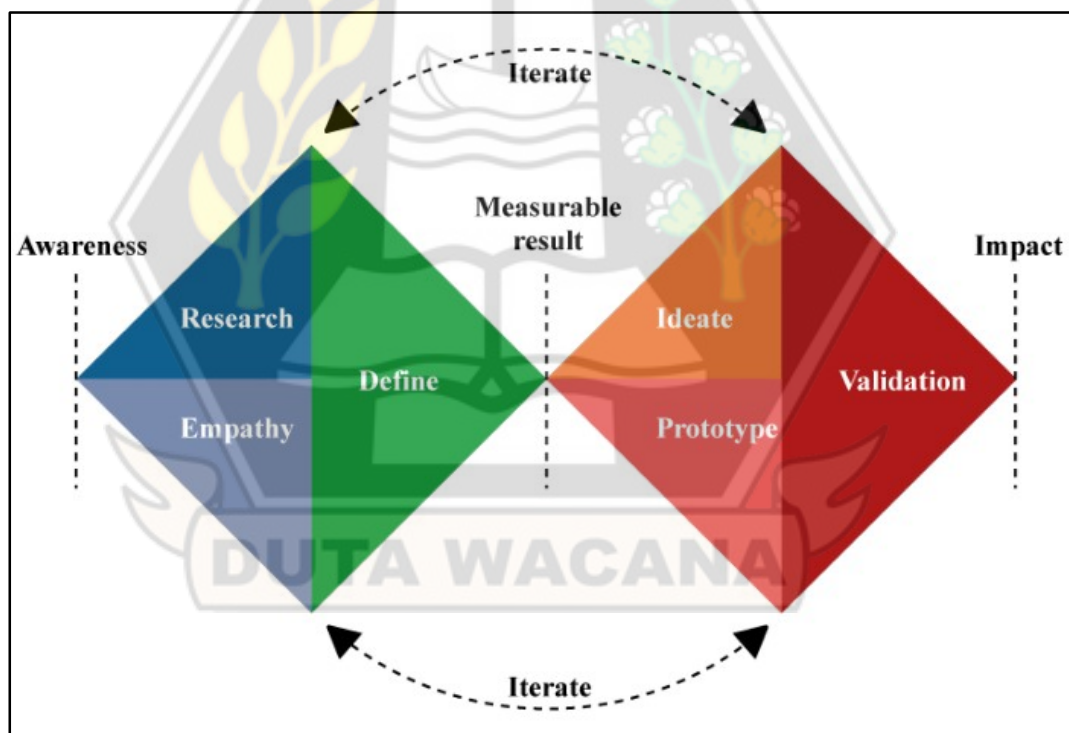 Iterate
Measurable
result
Awareness
Impact
Research
Ideate
Define
Validation
Empathy
Prototype
DUTA WACANA
Iterate